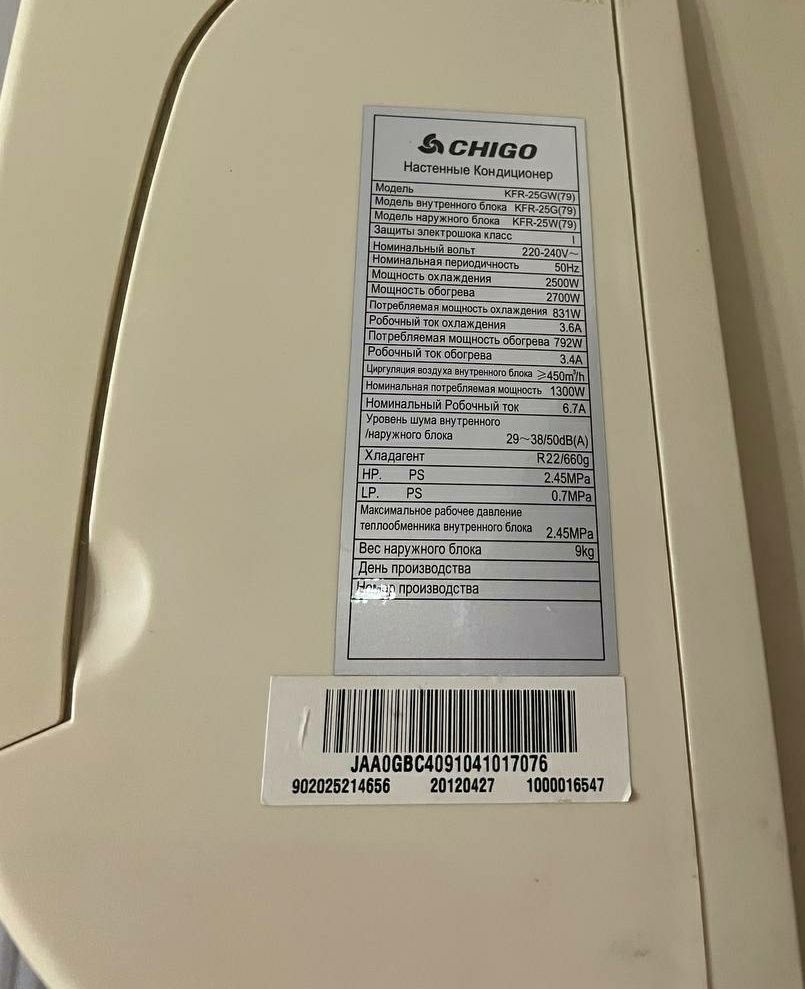 CHIGO
Настенные Кондиционер
Модель KFR-25GW(79)
Модель внутренного блока KFR-25G(79)
Модель наружного блока KFR-25W(79)
Защиты электрошока класс I
Номинальный вольт 220-240V~
Номинальная периодичность 50Hz
Мощность охлаждения 2500W
Мощность обогрева 2700W
Потребляемая мощность охлаждения 831W
Робочный ток охлаждения 3.6A
Потребляемая мощность обогрева 792W
Робочный ток обогрева 3.4A
Циргуляция воздуха внутренного блока ≥450m³/h
Номинальная потребляемая мощность 1300W
Номинальный Робочный ток 6.7A
Уровень шума внутренного
/наружного блока 29~38/50dB(A)
Хладагент R22/660g
HP. PS 2.45MPa
LP. PS 0.7MPa
Максимальное рабочее давление
теплообменника внутренного блока 2.45MPa
Вес наружного блока 9kg
День производства
Номер производства
JAA0GBC4091041017076
902025214656 20120427 1000016547